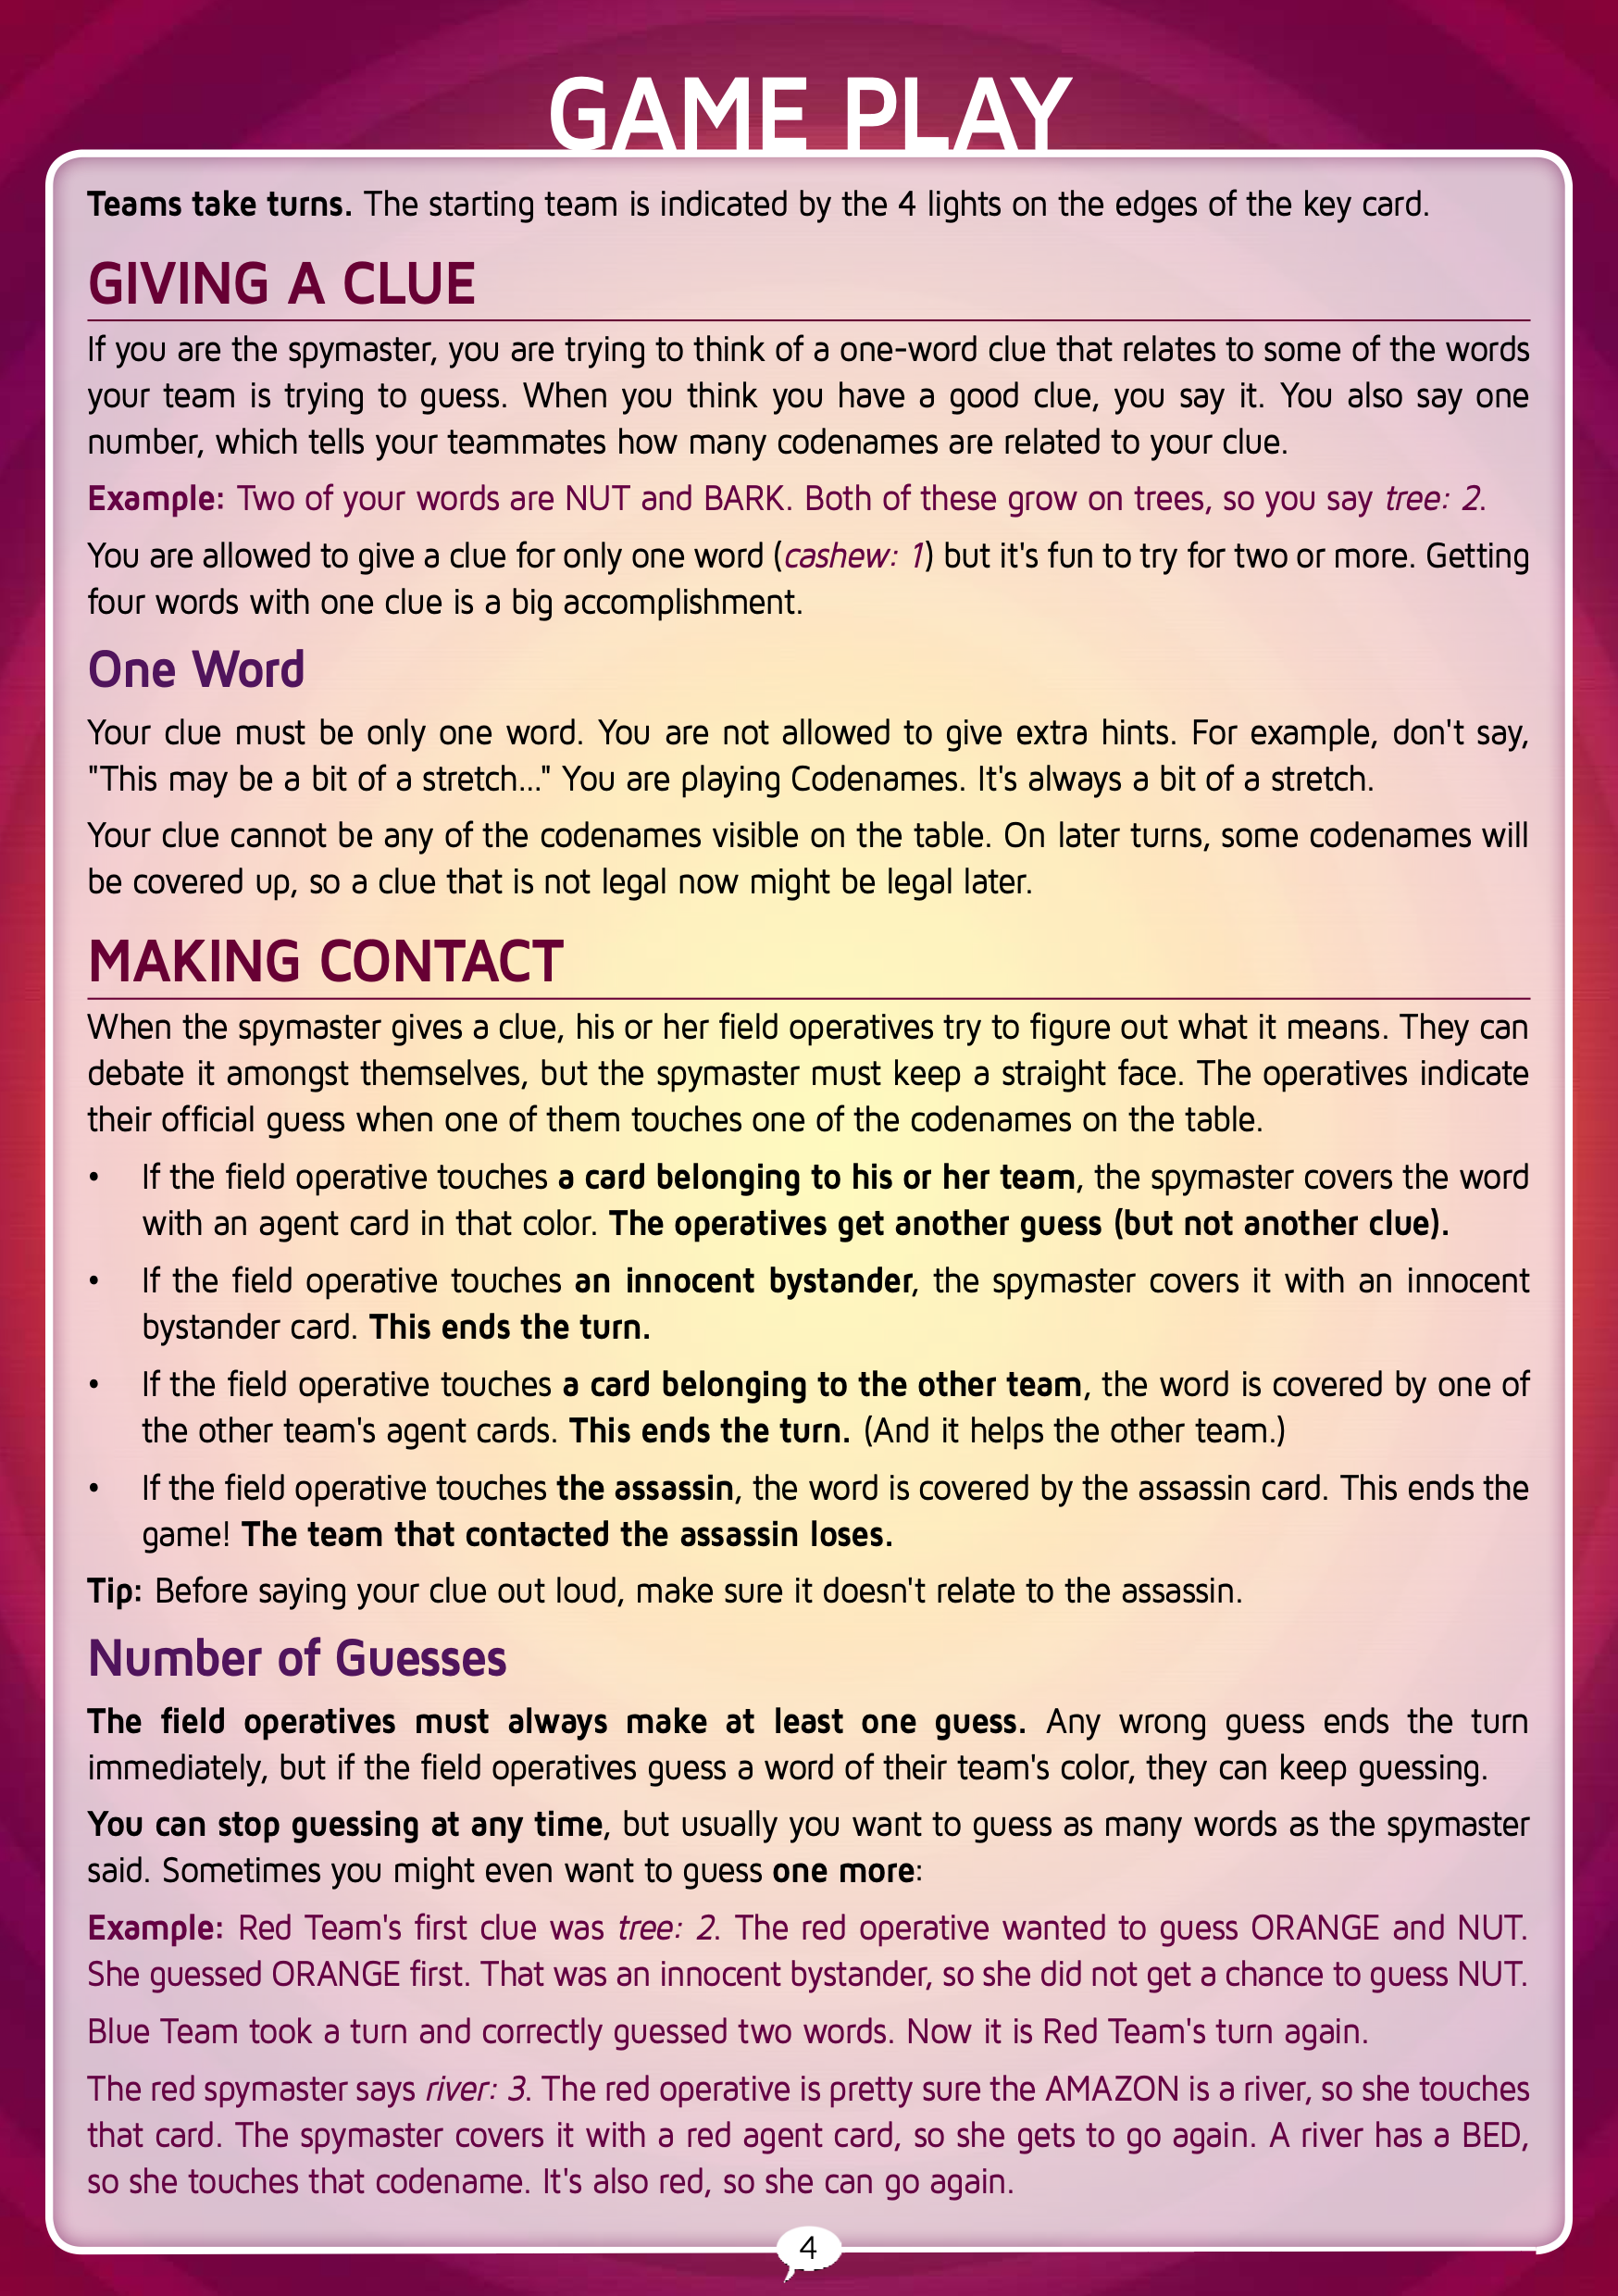 GAME PLAY
Teams take turns. The starting team is indicated by the 4 lights on the edges of the key card.
GIVING A CLUE
If you are the spymaster, you are trying to think of a one-word clue that relates to some of the words
your team is trying to guess. When you think you have a good clue, you say it. You also say one
number, which tells your teammates how many codenames are related to your clue.
Example: Two of your words are NUT and BARK. Both of these grow on trees, so you say tree: 2.
You are allowed to give a clue for only one word (cashew: 1) but it's fun to try for two or more. Getting
four words with one clue is a big accomplishment.
One Word
Your clue must be only one word. You are not allowed to give extra hints. For example, don't say,
"This may be a bit of a stretch..." You are playing Codenames. It's always a bit of a stretch.
Your clue cannot be any of the codenames visible on the table. On later turns, some codenames will
be covered up, so a clue that is not legal now might be legal later.
MAKING CONTACT
When the spymaster gives a clue, his or her field operatives try to figure out what it means. They can
debate it amongst themselves, but the spymaster must keep a straight face. The operatives indicate
their official guess when one of them touches one of the codenames on the table.
• If the field operative touches a card belonging to his or her team, the spymaster covers the word
with an agent card in that color. The operatives get another guess (but not another clue).
• If the field operative touches an innocent bystander, the spymaster covers it with an innocent
bystander card. This ends the turn.
• If the field operative touches a card belonging to the other team, the word is covered by one of
the other team's agent cards. This ends the turn. (And it helps the other team.)
• If the field operative touches the assassin, the word is covered by the assassin card. This ends the
game! The team that contacted the assassin loses.
Tip: Before saying your clue out loud, make sure it doesn't relate to the assassin.
Number of Guesses
The field operatives must always make at least one guess. Any wrong guess ends the turn
immediately, but if the field operatives guess a word of their team's color, they can keep guessing.
You can stop guessing at any time, but usually you want to guess as many words as the spymaster
said. Sometimes you might even want to guess one more:
Example: Red Team's first clue was tree: 2. The red operative wanted to guess ORANGE and NUT.
She guessed ORANGE first. That was an innocent bystander, so she did not get a chance to guess NUT.
Blue Team took a turn and correctly guessed two words. Now it is Red Team's turn again.
The red spymaster says river: 3. The red operative is pretty sure the AMAZON is a river, so she touches
that card. The spymaster covers it with a red agent card, so she gets to go again. A river has a BED,
so she touches that codename. It's also red, so she can go again.
4